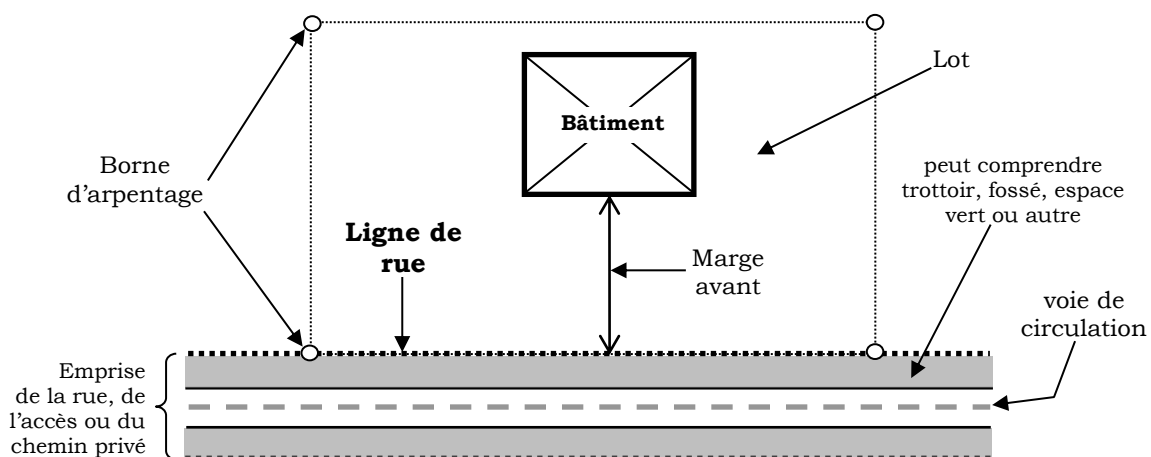 Lot
Bâtiment
Borne
d'arpentage
peut comprendre
trottoir, fossé, espace
vert ou autre
Ligne de
rue
Marge
avant
voie de
circulation
Emprise
de la rue, de
l'accès ou du
chemin privé